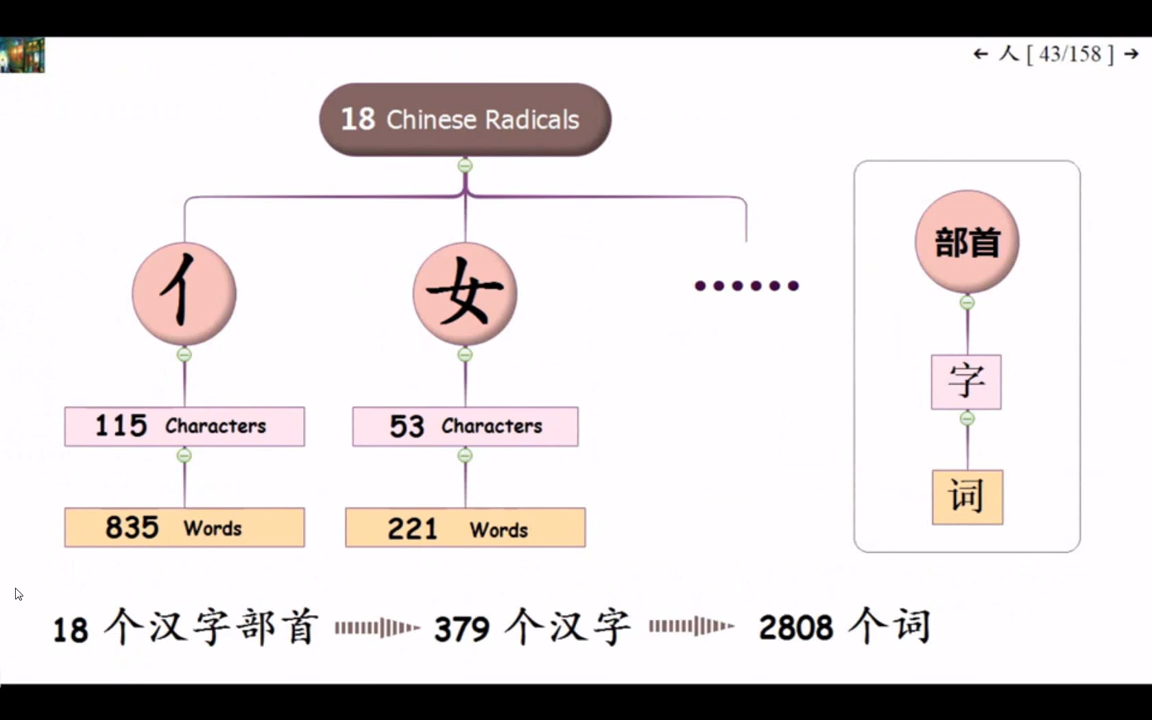 ← 人 [ 43/158 ] →
18 Chinese Radicals
亻
女
......
部首
115 Characters
53 Characters
字
835 Words
221 Words
词
18 个汉字部首 379 个汉字 2808 个词